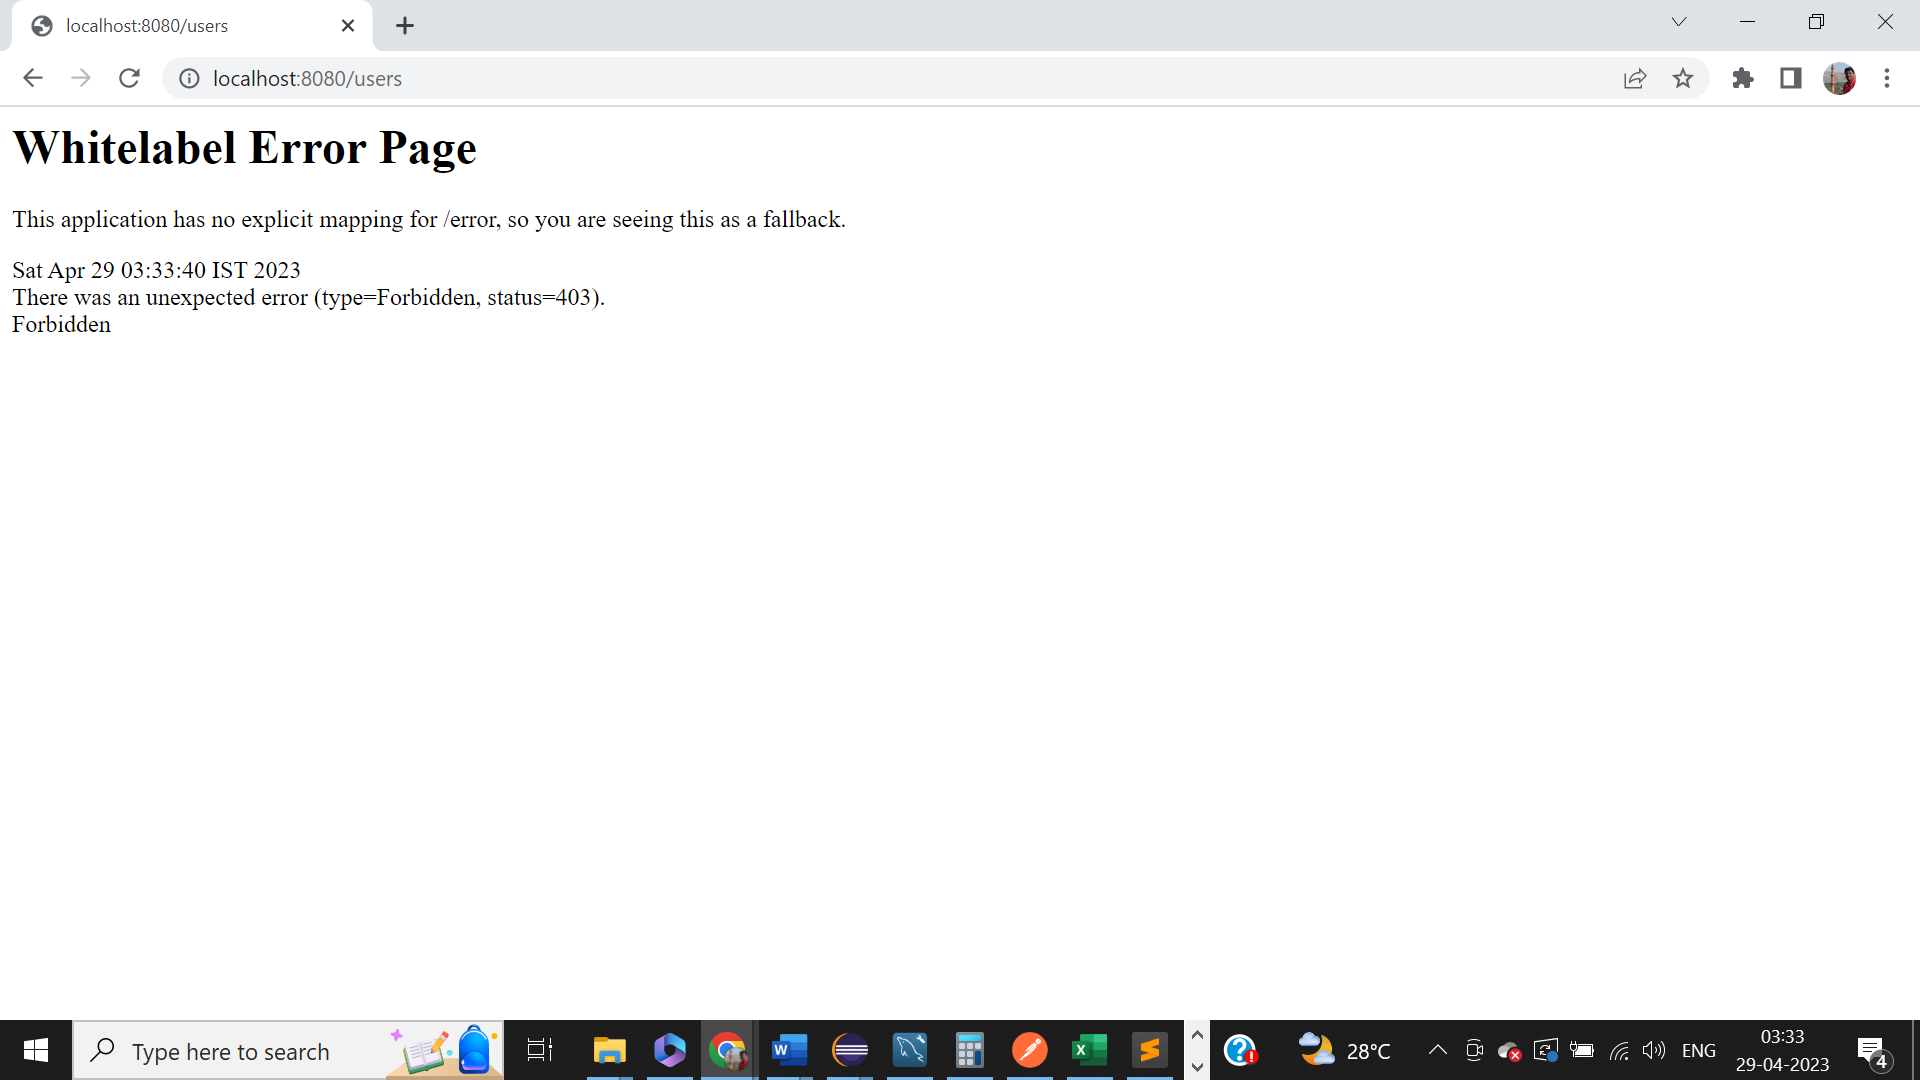 localhost:8080/users
localhost:8080/users
Whitelabel Error Page
This application has no explicit mapping for /error, so you are seeing this as a fallback.
Sat Apr 29 03:33:40 IST 2023
There was an unexpected error (type=Forbidden, status=403).
Forbidden
Type here to search
28°C
ENG
03:33
29-04-2023
4